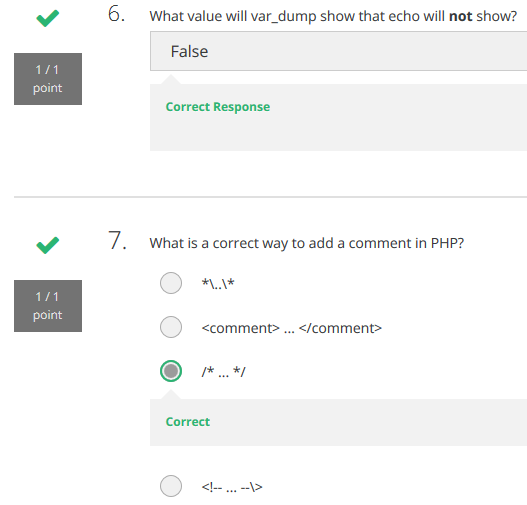 6. What value will var_dump show that echo will not show?
False
1 / 1
point
Correct Response
7. What is a correct way to add a comment in PHP?
1 / 1
point
*\..\*
<comment> ... </comment>
/* ... */
Correct
<!-- ... --\>